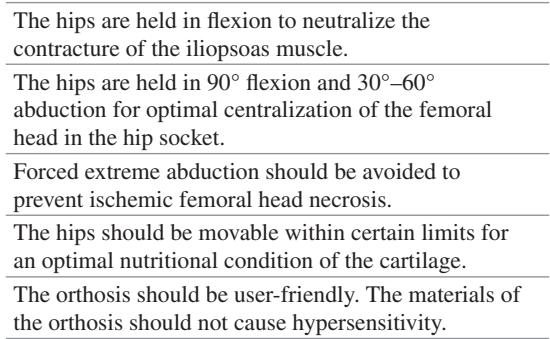 The hips are held in flexion to neutralize the
contracture of the iliopsoas muscle.
The hips are held in 90° flexion and 30°–60°
abduction for optimal centralization of the femoral
head in the hip socket.
Forced extreme abduction should be avoided to
prevent ischemic femoral head necrosis.
The hips should be movable within certain limits for
an optimal nutritional condition of the cartilage.
The orthosis should be user-friendly. The materials of
the orthosis should not cause hypersensitivity.